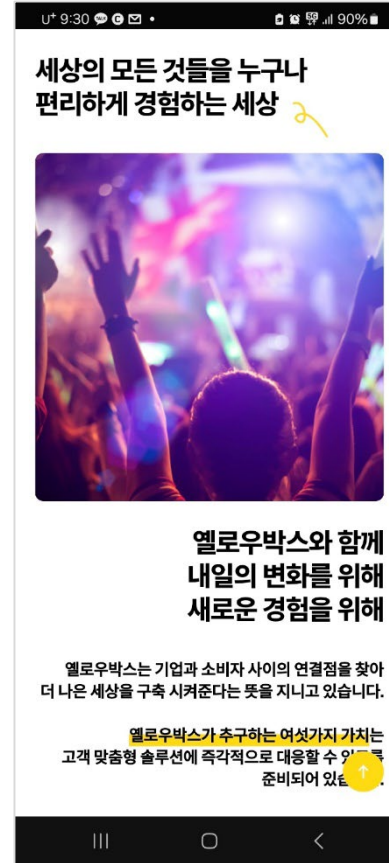 U+ 9:30
5G 90%
세상의 모든 것들을 누구나
편리하게 경험하는 세상
옐로우박스와 함께
내일의 변화를 위해
새로운 경험을 위해
옐로우박스는 기업과 소비자 사이의 연결점을 찾아
더 나은 세상을 구축 시켜준다는 뜻을 지니고 있습니다.
옐로우박스가 추구하는 여섯가지 가치는
고객 맞춤형 솔루션에 즉각적으로 대응할 수
준비되어